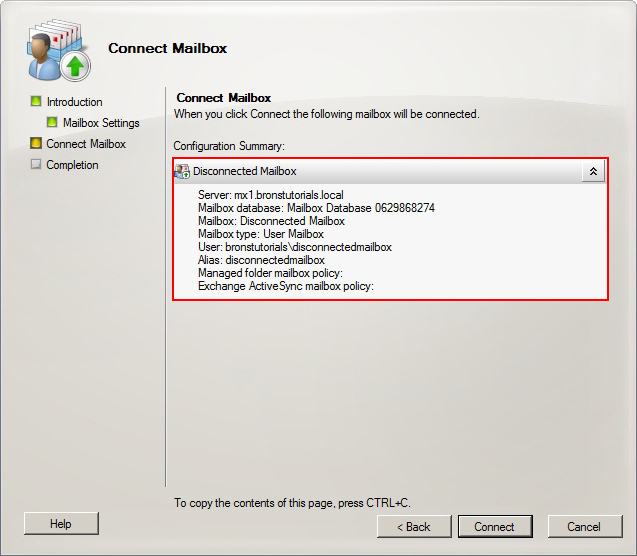 Connect Mailbox
Introduction
Mailbox Settings
Connect Mailbox
Completion
Connect Mailbox
When you click Connect the following mailbox will be connected.
Configuration Summary:
Disconnected Mailbox
Server: mx1.bronstutorials.local
Mailbox database: Mailbox Database 0629868274
Mailbox: Disconnected Mailbox
Mailbox type: User Mailbox
User: bronstutorials\disconnectedmailbox
Alias: disconnectedmailbox
Managed folder mailbox policy:
Exchange ActiveSync mailbox policy:
To copy the contents of this page, press CTRL+C.
Help
< Back
Connect
Cancel